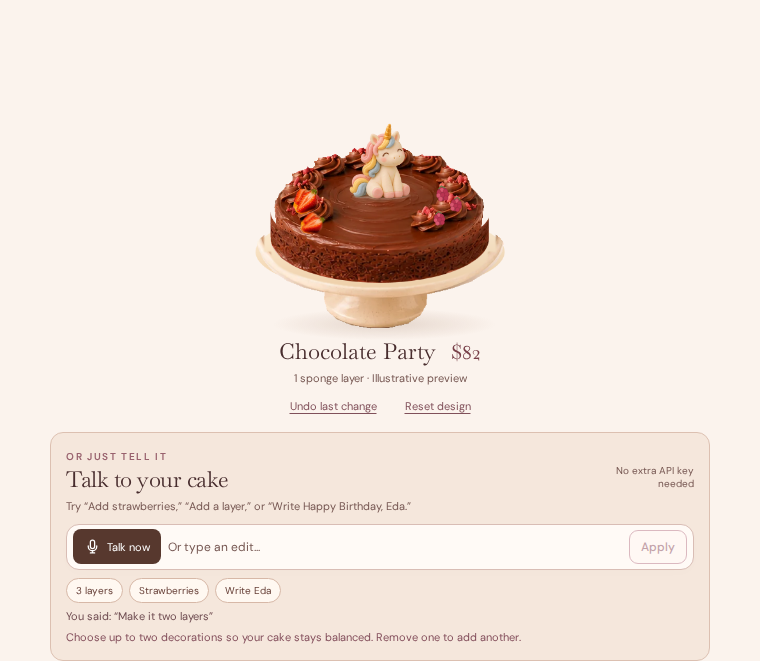 Chocolate Party $82
1 sponge layer · Illustrative preview
Undo last change Reset design
OR JUST TELL IT
Talk to your cake
No extra API key
needed
Try “Add strawberries,” “Add a layer,” or “Write Happy Birthday, Eda.”
Talk now Or type an edit... Apply
3 layers Strawberries Write Eda
You said: “Make it two layers”
Choose up to two decorations so your cake stays balanced. Remove one to add another.